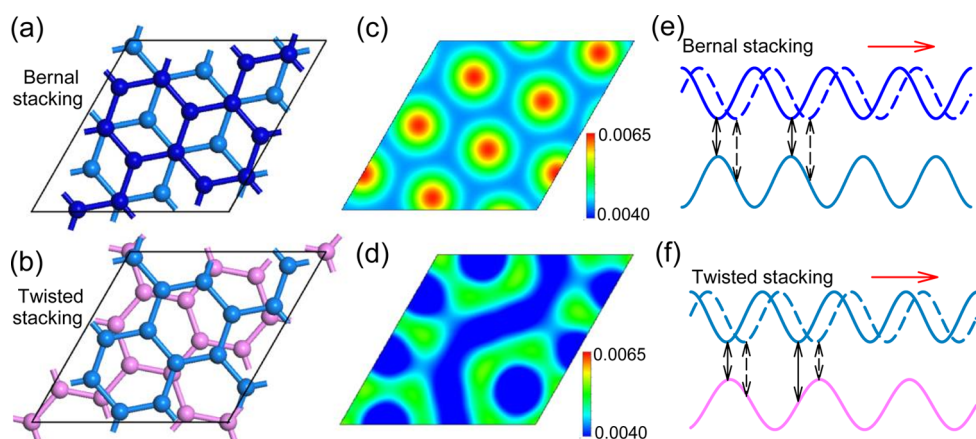 (a)
Bernal
stacking
(c)
0.0065
0.0040
(e)
Bernal stacking
(b)
Twisted
stacking
(d)
0.0065
0.0040
(f)
Twisted stacking